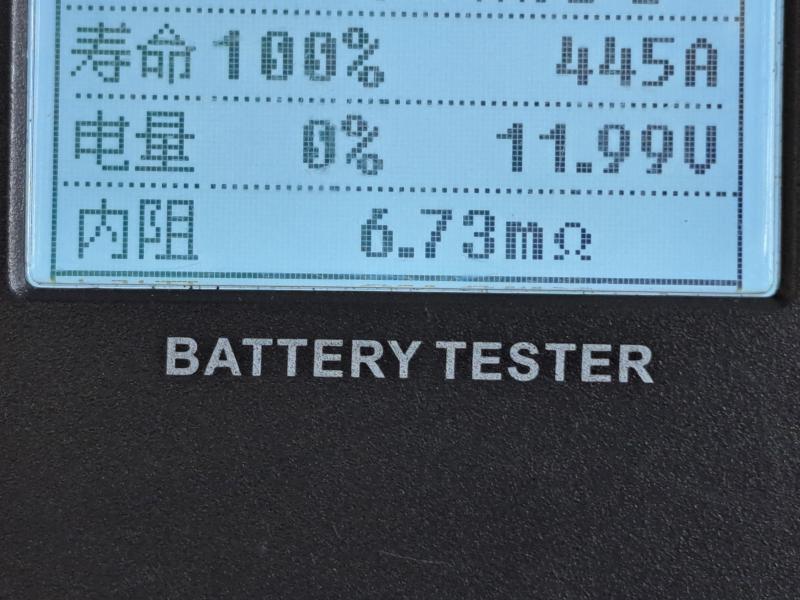 寿命 100% 445A
电量 0% 11.99V
内阻 6.73mΩ
BATTERY TESTER